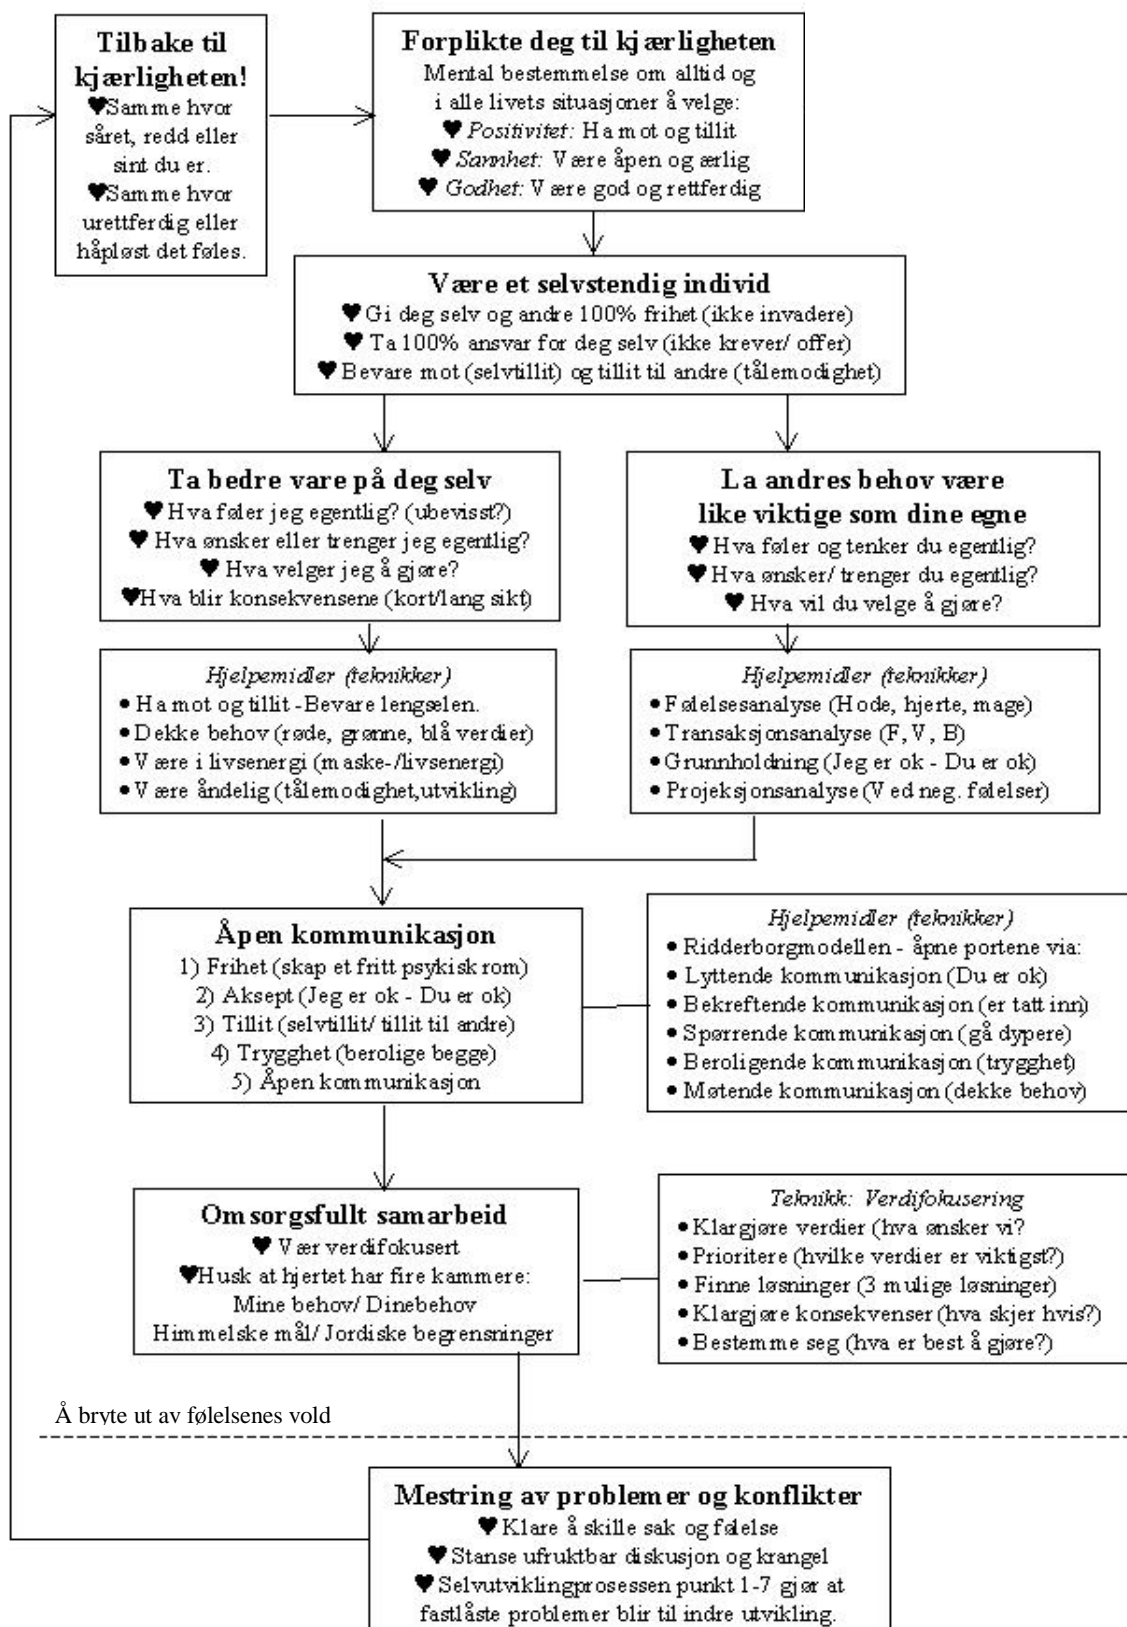 Tilbake til
kjærligheten!
♥Samme hvor
såret, redd eller
sint du er.
♥Samme hvor
urettferdig eller
håpløst det føles.
Forplikte deg til kjærligheten
Mental bestemmelse om alltid og
i alle livets situasjoner å velge:
♥ Positivitet: Ha mot og tillit
♥ Sannhet: Være åpen og ærlig
♥ Godhet: Være god og rettferdig
Være et selvstendig individ
♥ Gi deg selv og andre 100% frihet (ikke invadere)
♥ Ta 100% ansvar for deg selv (ikke krever/ offer)
♥ Bevare mot (selvtillit) og tillit til andre (tålemodighet)
Ta bedre vare på deg selv
♥ Hva føler jeg egentlig? (ubevisst?)
♥ Hva ønsker eller trenger jeg egentlig?
♥ Hva velger jeg å gjøre?
♥Hva blir konsekvensene (kort/lang sikt)
La andres behov være
like viktige som dine egne
♥ Hva føler og tenker du egentlig?
♥ Hva ønsker/ trenger du egentlig?
♥ Hva vil du velge å gjøre?
Hjelpemidler (teknikker)
• Ha mot og tillit -Bevare lengselen.
• Dekke behov (røde, grønne, blå verdier)
• Være i livsenergi (maske-/livsenergi)
• Være åndelig (tålemodighet,utvikling)
Hjelpemidler (teknikker)
• Følelsesanalyse (Hode, hjerte, mage)
• Transaksjonsanalyse (F, V, B)
• Grunnholdning (Jeg er ok - Du er ok)
• Projeksjonsanalyse (Ved neg. følelser)
Åpen kommunikasjon
1) Frihet (skap et fritt psykisk rom)
2) Aksept (Jeg er ok - Du er ok)
3) Tillit (selvtillit/ tillit til andre)
4) Trygghet (berolige begge)
5) Åpen kommunikasjon
Hjelpemidler (teknikker)
• Ridderborgmodellen - åpne portene via:
• Lyttende kommunikasjon (Du er ok)
• Bekreftende kommunikasjon (er tatt inn)
• Spørrende kommunikasjon (gå dypere)
• Beroligende kommunikasjon (trygghet)
• Møtende kommunikasjon (dekke behov)
Omsorgsfullt samarbeid
♥ Vær verdifokusert
♥Husk at hjertet har fire kammere:
Mine behov/ Dinebehov
Himmelske mål/ Jordiske begrensninger
Teknikk: Verdifokusering
• Klargjøre verdier (hva ønsker vi?
• Prioritere (hvilke verdier er viktigst?)
• Finne løsninger (3 mulige løsninger)
• Klargjøre konsekvenser (hva skjer hvis?)
• Bestemme seg (hva er best å gjøre?)
Å bryte ut av følelsenes vold
Mestring av problemer og konflikter
♥ Klare å skille sak og følelse
♥ Stanse ufruktbar diskusjon og krangel
♥ Selvutviklingprosessen punkt 1-7 gjør at
fastlåste problemer blir til indre utvikling.